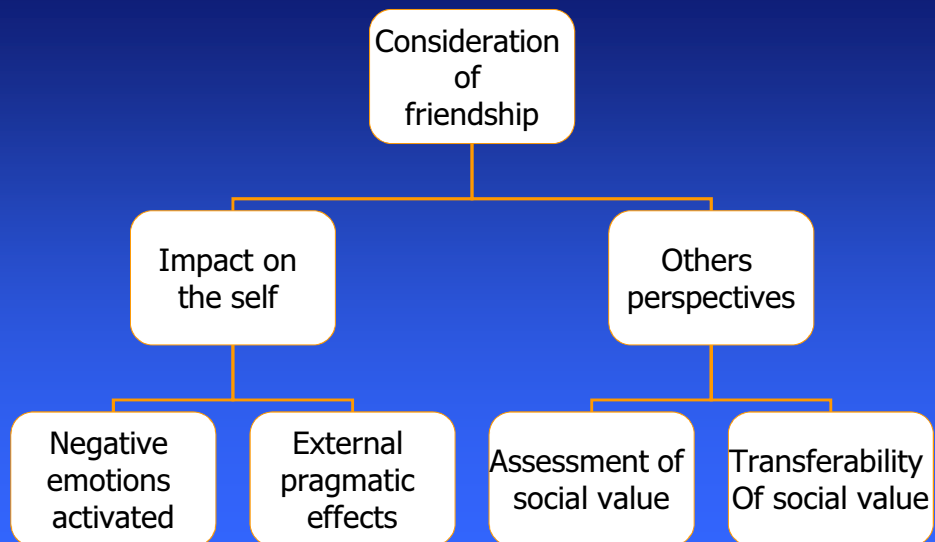 Consideration
of
friendship
Impact on
the self
Others
perspectives
Negative
emotions
activated
External
pragmatic
effects
Assessment of
social value
Transferability
Of social value